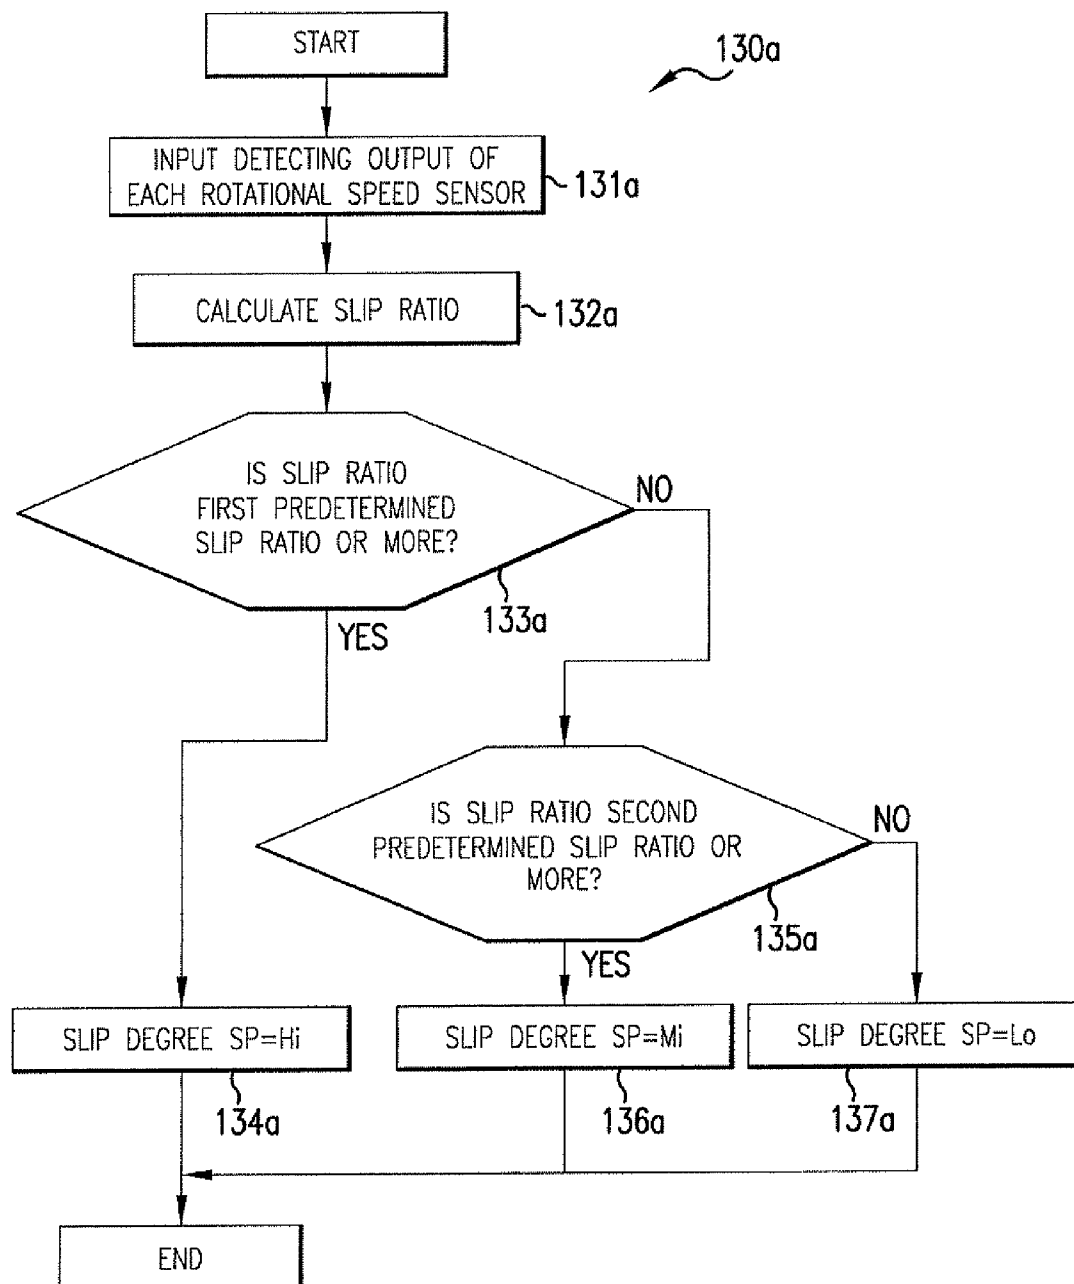 START
130a
INPUT DETECTING OUTPUT OF
EACH ROTATIONAL SPEED SENSOR
131a
CALCULATE SLIP RATIO
132a
IS SLIP RATIO
FIRST PREDETERMINED
SLIP RATIO OR MORE?
NO
133a
YES
IS SLIP RATIO SECOND
PREDETERMINED SLIP RATIO OR
MORE?
NO
135a
YES
SLIP DEGREE SP=Hi
134a
SLIP DEGREE SP=Mi
136a
SLIP DEGREE SP=Lo
137a
END